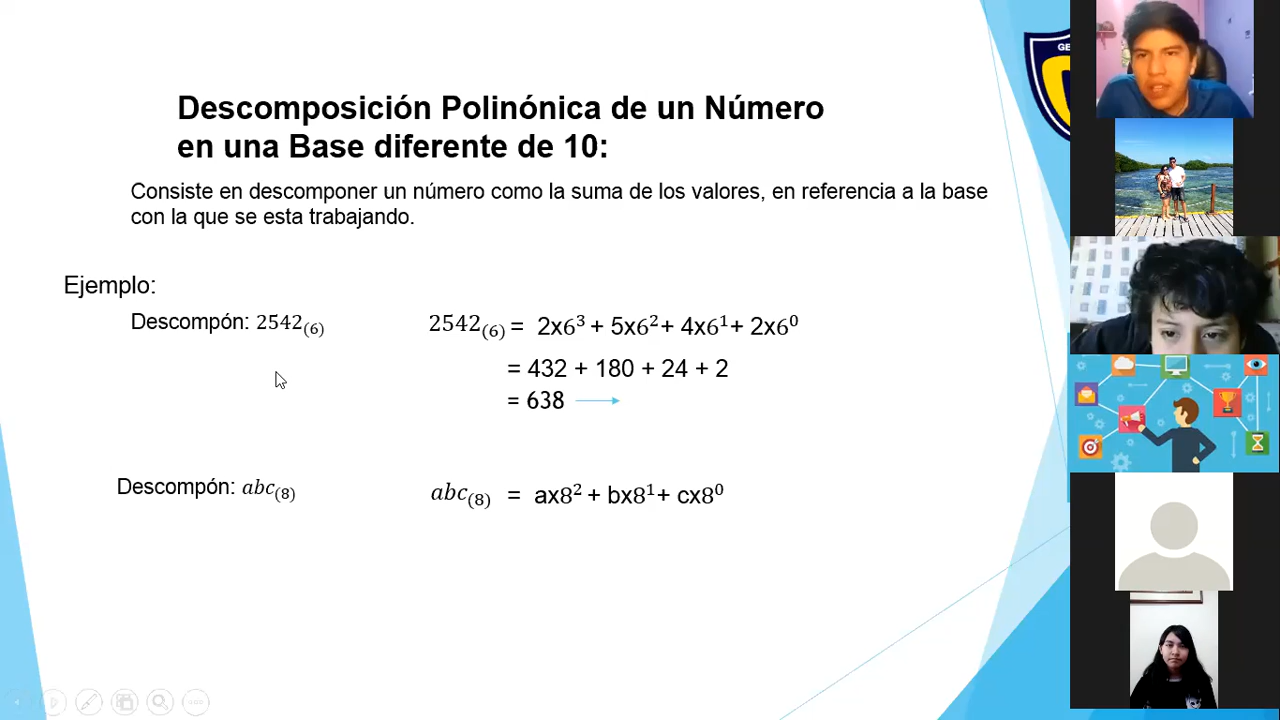 GE
Descomposición Polinónica de un Número
en una Base diferente de 10:
Consiste en descomponer un número como la suma de los valores, en referencia a la base
con la que se esta trabajando.
Ejemplo:
Descompón: 2542₍₆₎ 2542₍₆₎ = 2x6³ + 5x6² + 4x6¹ + 2x6⁰
= 432 + 180 + 24 + 2
= 638 →
Descompón: abc₍₈₎ abc₍₈₎ = ax8² + bx8¹ + cx8⁰